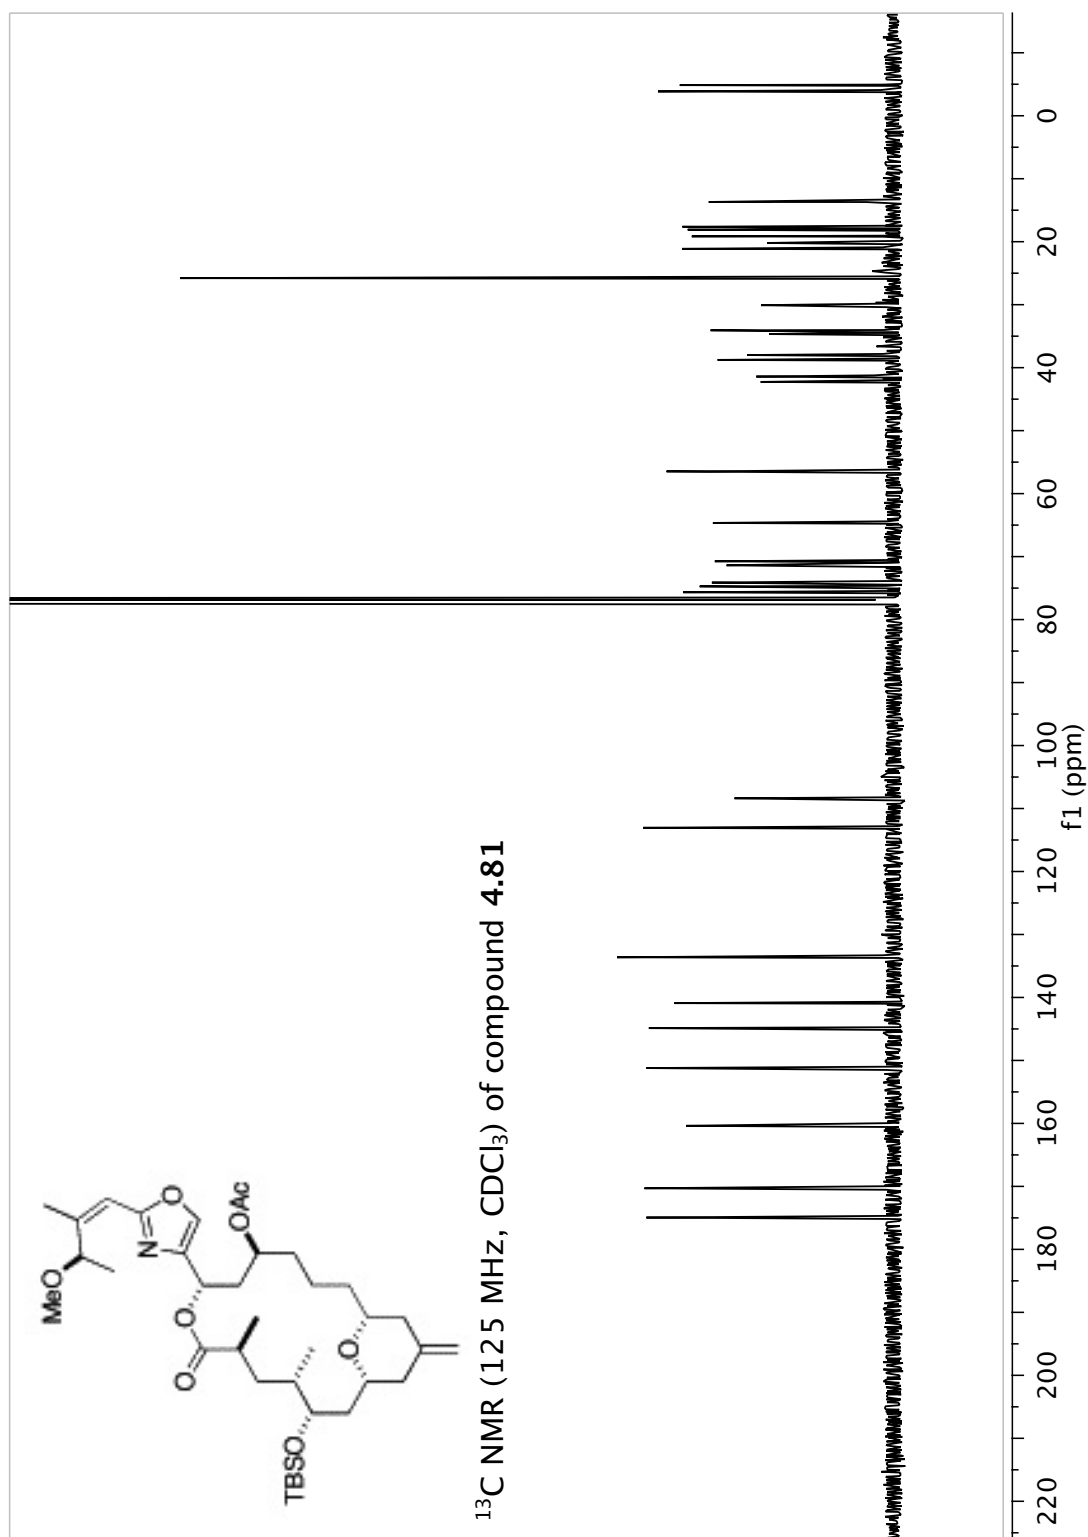 MeO
N
O
OAc
O
O
O
TBSO
¹³C NMR (125 MHz, CDCl₃) of compound 4.81
220 200 180 160 140 120 100 80 60 40 20 0
f1 (ppm)